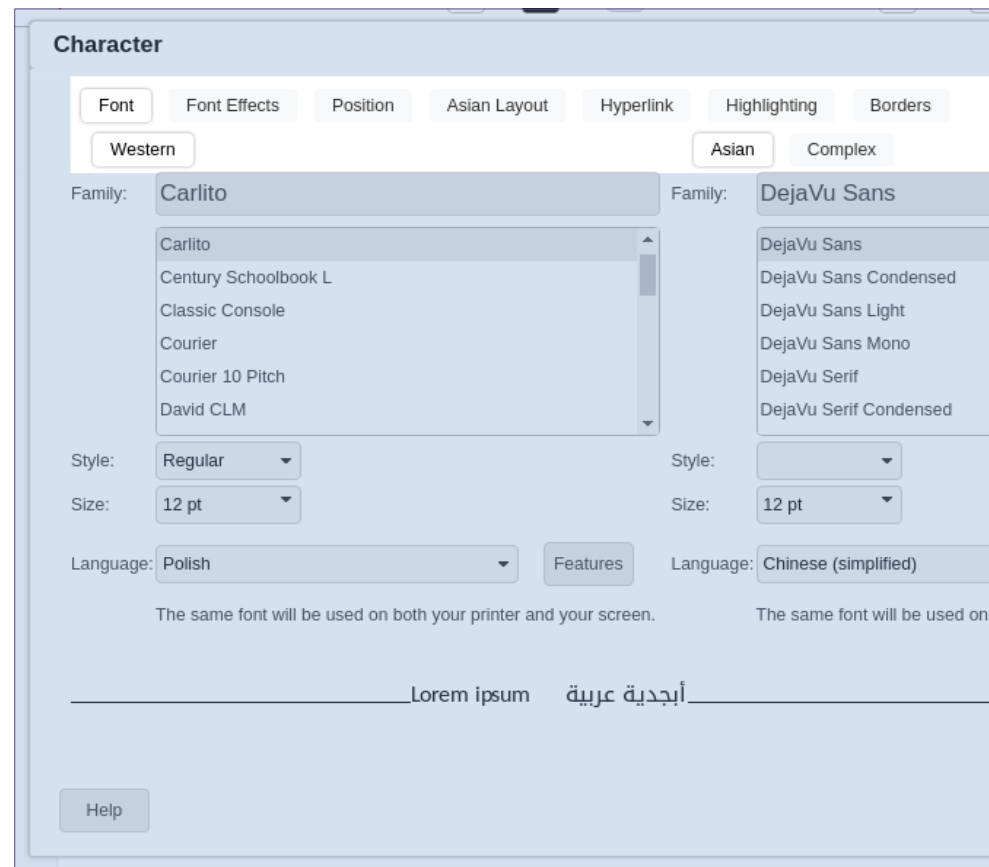 Character
Font Font Effects Position Asian Layout Hyperlink Highlighting Borders
Western Asian Complex
Family: Carlito Family: DejaVu Sans
Carlito DejaVu Sans
Century Schoolbook L DejaVu Sans Condensed
Classic Console DejaVu Sans Light
Courier DejaVu Sans Mono
Courier 10 Pitch DejaVu Serif
David CLM DejaVu Serif Condensed
Style: Regular Style:
Size: 12 pt Size: 12 pt
Language: Polish Features Language: Chinese (simplified)
The same font will be used on both your printer and your screen. The same font will be used on
Lorem ipsum أبجدية عربية
Help